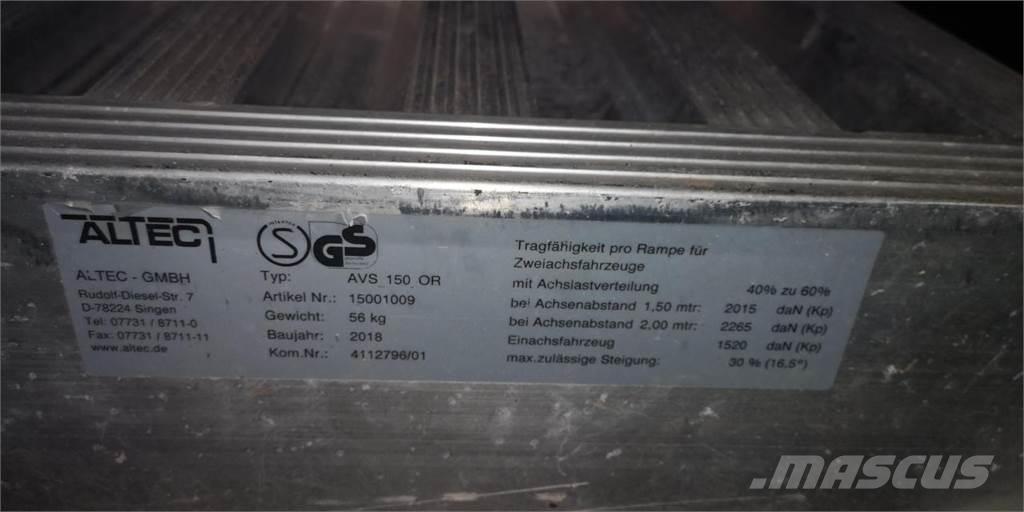 ALTEC
ALTEC - GMBH
Rudolf-Diesel-Str. 7
D-78224 Singen
Tel: 07731 / 8711-0
Fax: 07731 / 8711-11
www.altec.de
S GS
Typ: AVS_150_OR
Artikel Nr.: 15001009
Gewicht: 56 kg
Baujahr: 2018
Kom.Nr.: 4112796/01
Tragfähigkeit pro Rampe für
Zweiachsfahrzeuge
mit Achslastverteilung 40% zu 60%
bei Achsenabstand 1,50 mtr: 2015 daN (Kp)
bei Achsenabstand 2,00 mtr: 2265 daN (Kp)
Einachsfahrzeug 1520 daN (Kp)
max.zulässige Steigung: 30 % (16,5°)
MASCUS